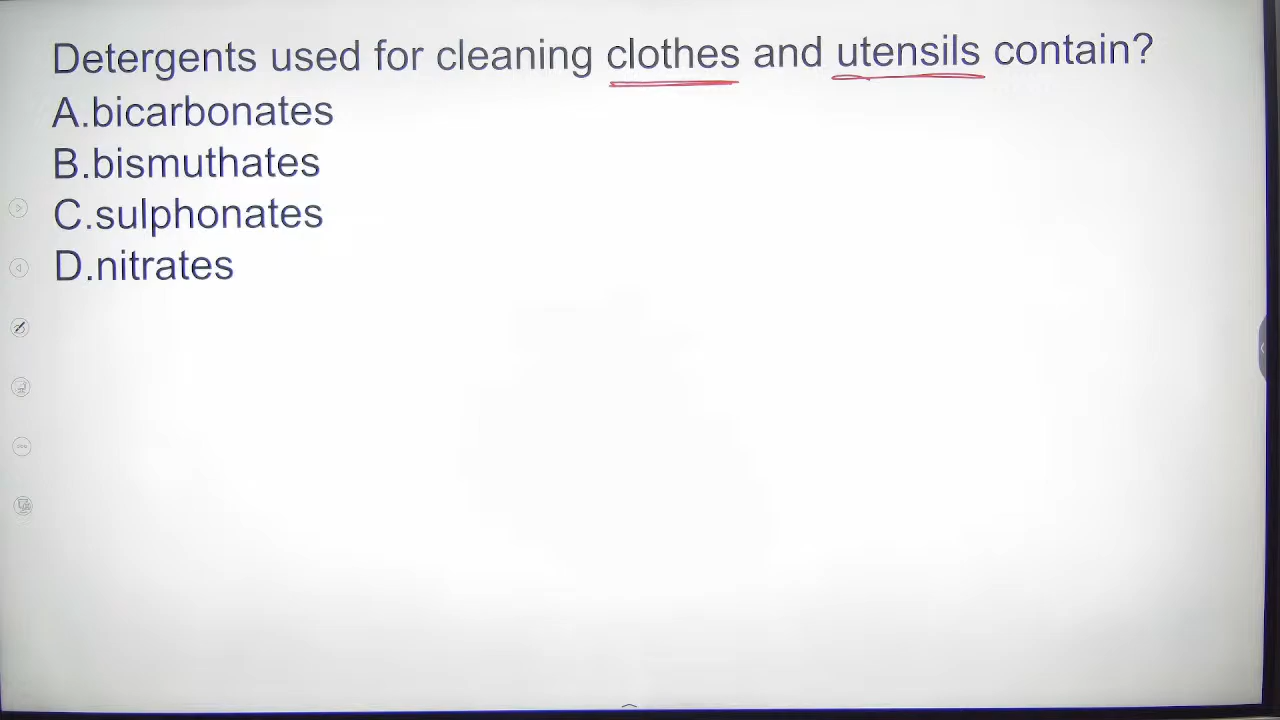 Detergents used for cleaning clothes and utensils contain?
A.bicarbonates
B.bismuthates
C.sulphonates
D.nitrates